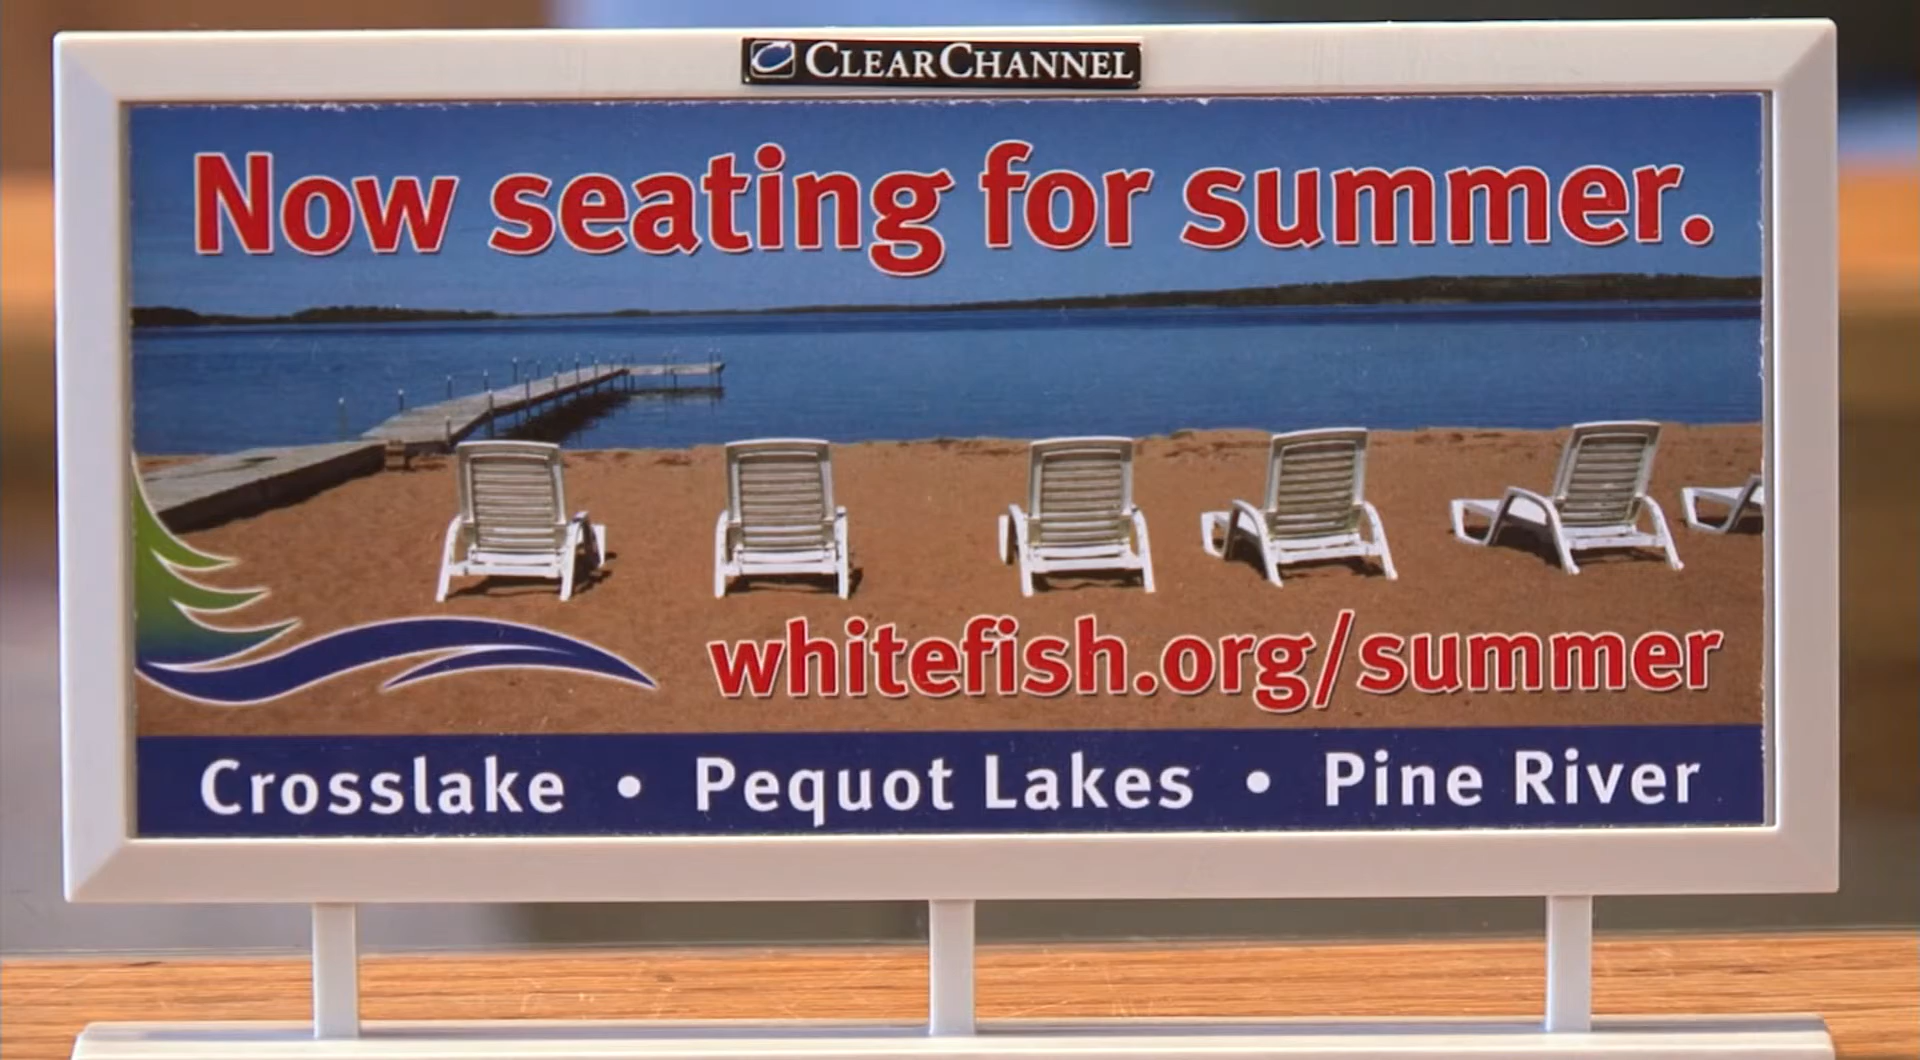 CLEARCHANNEL
Now seating for summer.
whitefish.org/summer
Crosslake • Pequot Lakes • Pine River